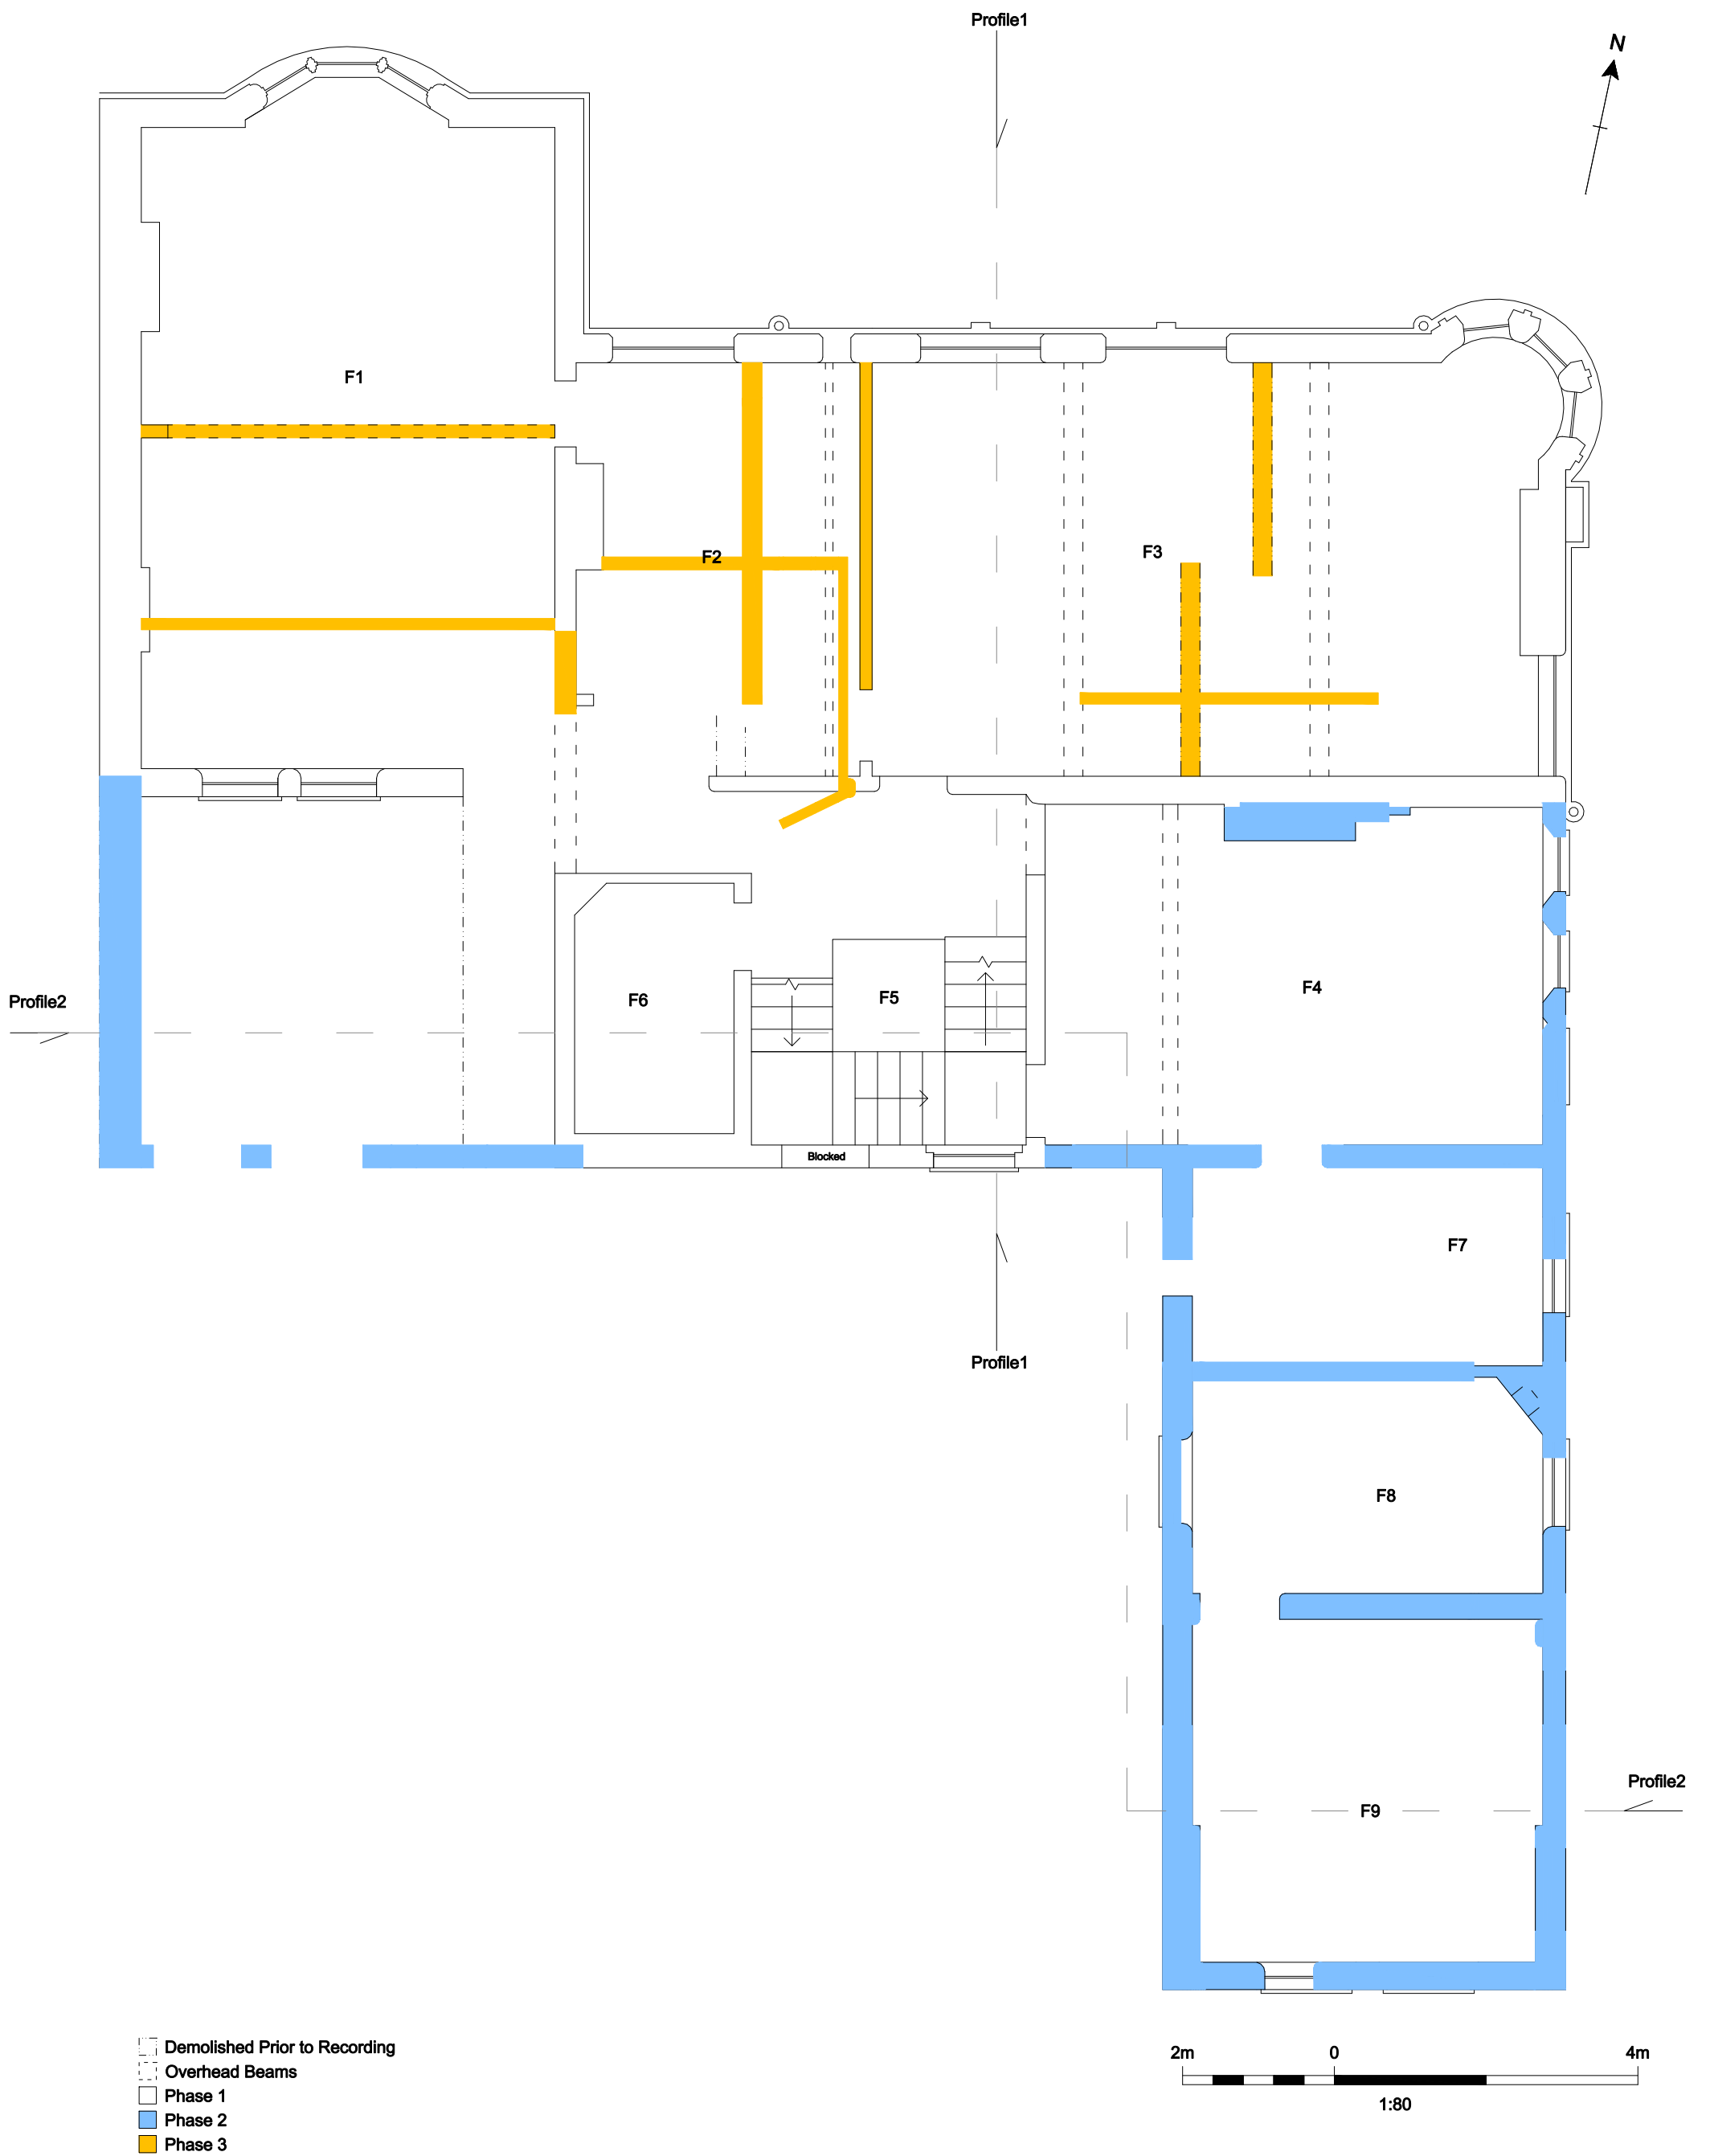 Profile1
N
F1
F2
F3
Profile2
F6
F5
F4
Blocked
F7
Profile1
F8
Profile2
F9
Demolished Prior to Recording
Overhead Beams
Phase 1
Phase 2
Phase 3
2m 0 4m
1:80